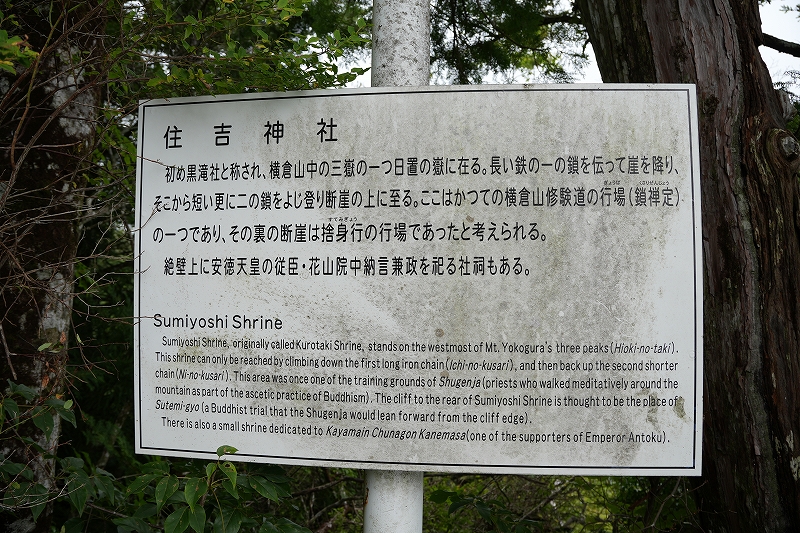 住吉神社
初め黒滝社と称され、横倉山中の三嶽の一つ日置の嶽に在る。長い鉄の一の鎖を伝って崖を降り、
そこから短い更に二の鎖をよじ登り断崖の上に至る。ここはかつての横倉山修験道の行場(鎖禅定)
の一つであり、その裏の断崖は捨身行の行場であったと考えられる。
絶壁上に安徳天皇の従臣・花山院中納言兼政を祀る社祠もある。
Sumiyoshi Shrine
Sumiyoshi Shrine, originally called Kurotaki Shrine, stands on the westmost of Mt. Yokogura's three peaks (Hioki-no-taki).
This shrine can only be reached by climbing down the first long iron chain (Ichi-no-kusari), and then back up the second shorter
chain (Ni-no-kusari). This area was once one of the training grounds of Shugenja (priests who walked meditatively around the
mountain as part of the ascetic practice of Buddhism). The cliff to the rear of Sumiyoshi Shrine is thought to be the place of
Sutemi-gyo (a Buddhist trial that the Shugenja would lean forward from the cliff edge).
There is also a small shrine dedicated to Kayamain Chunagon Kanemasa (one of the supporters of Emperor Antoku).